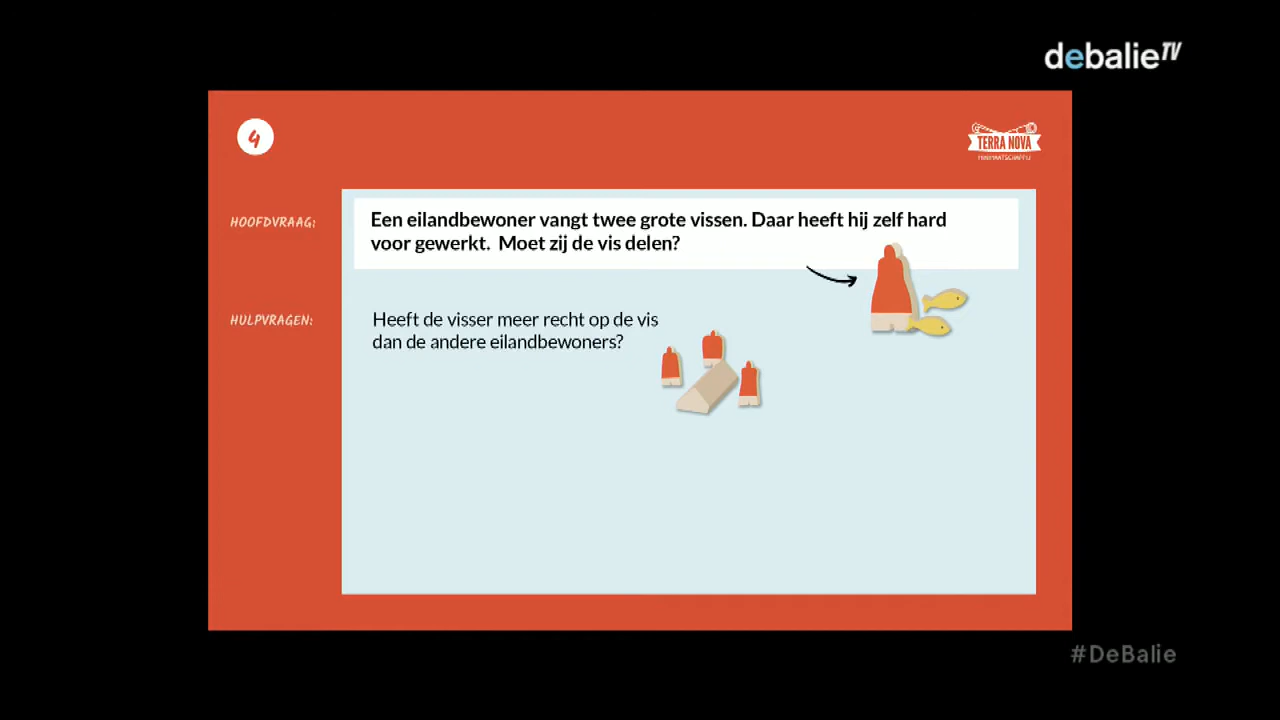 debalieTV
4
TERRA NOVA
MINIMAATSCHAPPIJ
HOOFDVRAAG:
Een eilandbewoner vangt twee grote vissen. Daar heeft hij zelf hard
voor gewerkt.  Moet zij de vis delen?
HULPVRAGEN:
Heeft de visser meer recht op de vis
dan de andere eilandbewoners?
#DeBalie